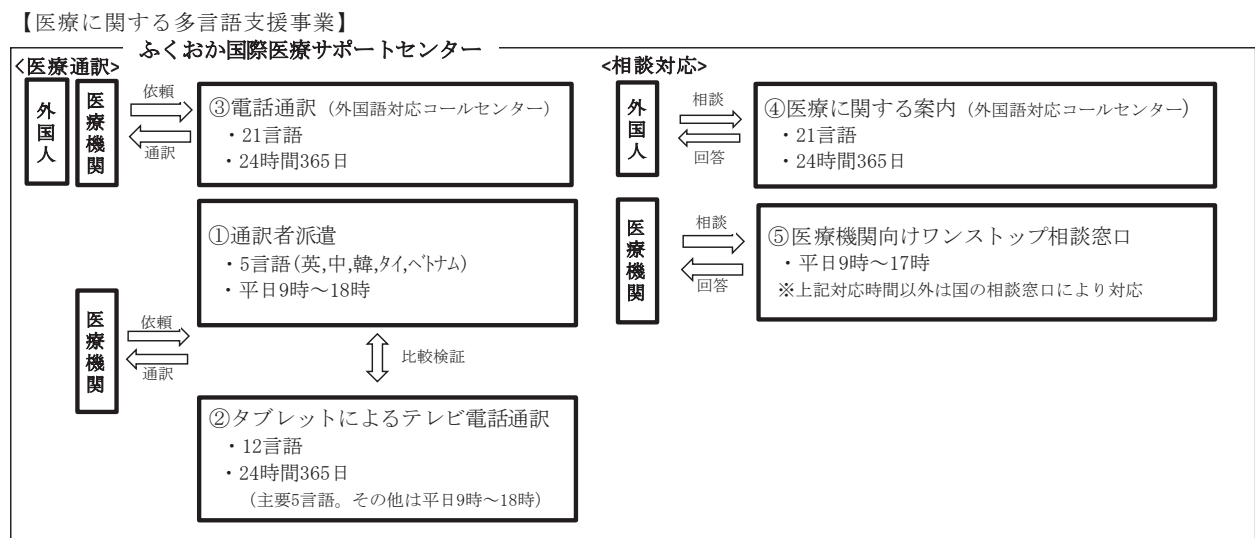 【医療に関する多言語支援事業】
ふくおか国際医療サポートセンター
<医療通訳>
外国人
医療機関
依頼
通訳
③電話通訳（外国語対応コールセンター）
・21言語
・24時間365日
医療機関
依頼
通訳
①通訳者派遣
・5言語(英,中,韓,タイ,ベトナム)
・平日9時～18時
比較検証
②タブレットによるテレビ電話通訳
・12言語
・24時間365日
（主要5言語。その他は平日9時～18時）
<相談対応>
外国人
相談
回答
④医療に関する案内（外国語対応コールセンター）
・21言語
・24時間365日
医療機関
相談
回答
⑤医療機関向けワンストップ相談窓口
・平日9時～17時
※上記対応時間以外は国の相談窓口により対応